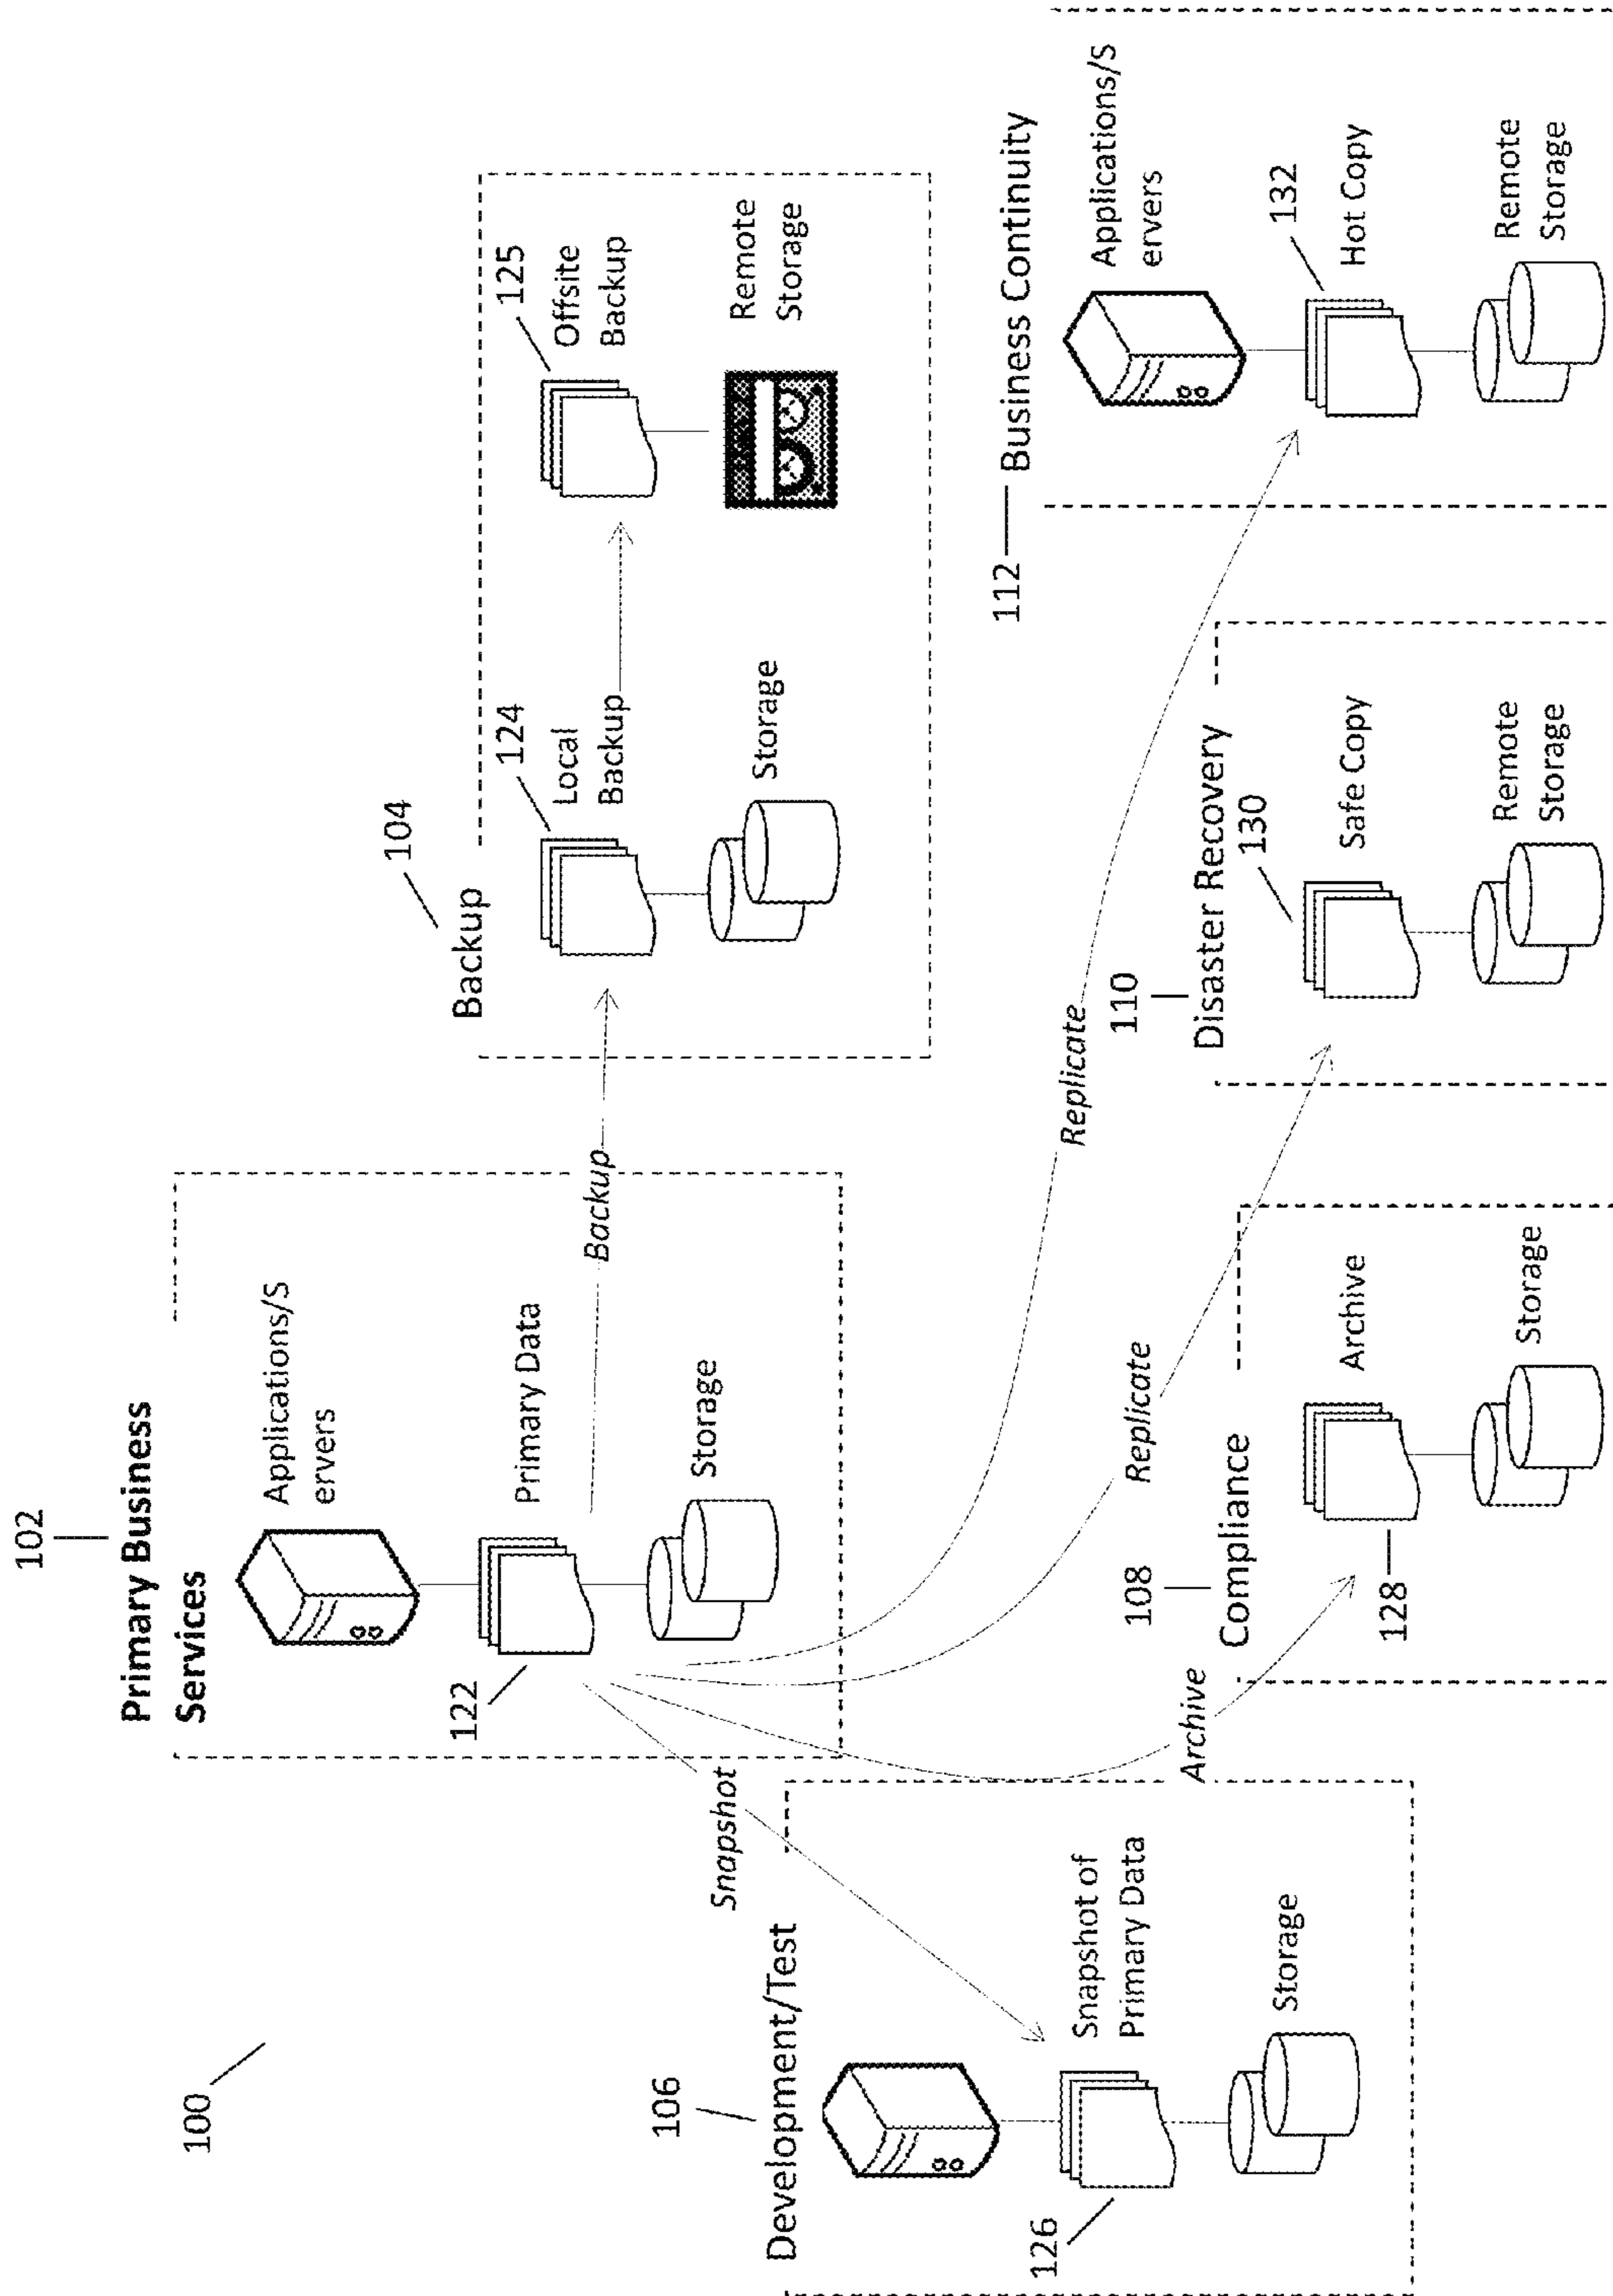 100
102
Primary Business
Services
Applications/S
ervers
122
Primary Data
Storage
Backup
104
Backup
124
Local
Backup
Storage
125
Offsite
Backup
Remote
Storage
Snapshot
106
Development/Test
Snapshot of
Primary Data
126
Storage
Archive
108
Compliance
Archive
128
Storage
Replicate
110
Disaster Recovery
130
Safe Copy
Remote
Storage
Replicate
112
Business Continuity
Applications/S
ervers
132
Hot Copy
Remote
Storage